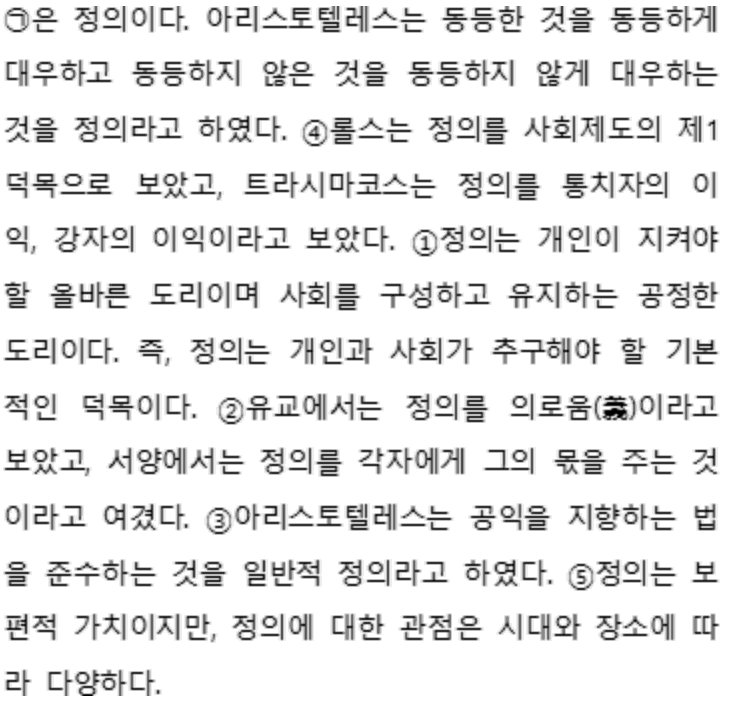 ㉠은 정의이다. 아리스토텔레스는 동등한 것을 동등하게
대우하고 동등하지 않은 것을 동등하지 않게 대우하는
것을 정의라고 하였다. ④롤스는 정의를 사회제도의 제1
덕목으로 보았고, 트라시마코스는 정의를 통치자의 이
익, 강자의 이익이라고 보았다. ①정의는 개인이 지켜야
할 올바른 도리이며 사회를 구성하고 유지하는 공정한
도리이다. 즉, 정의는 개인과 사회가 추구해야 할 기본
적인 덕목이다. ②유교에서는 정의를 의로움(義)이라고
보았고, 서양에서는 정의를 각자에게 그의 몫을 주는 것
이라고 여겼다. ③아리스토텔레스는 공익을 지향하는 법
을 준수하는 것을 일반적 정의라고 하였다. ⑤정의는 보
편적 가치이지만, 정의에 대한 관점은 시대와 장소에 따
라 다양하다.